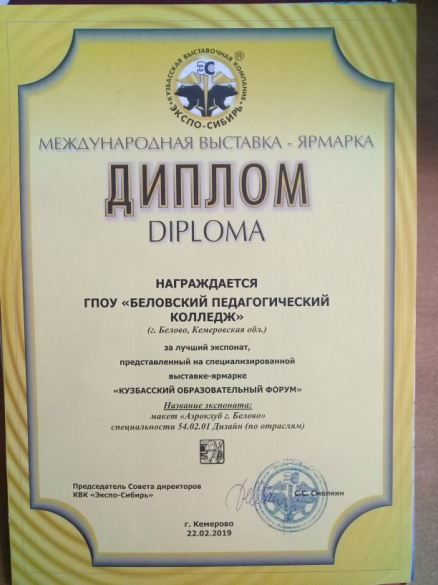 КУЗБАССКАЯ ВЫСТАВОЧНАЯ КОМПАНИЯ
®
ЭКСПО-СИБИРЬ
МЕЖДУНАРОДНАЯ ВЫСТАВКА - ЯРМАРКА
ДИПЛОМ
DIPLOMA
НАГРАЖДАЕТСЯ
ГПОУ «БЕЛОВСКИЙ ПЕДАГОГИЧЕСКИЙ
КОЛЛЕДЖ»
(г. Белово, Кемеровская обл.)
за лучший экспонат,
представленный на специализированной
выставке-ярмарке
«КУЗБАССКИЙ ОБРАЗОВАТЕЛЬНЫЙ ФОРУМ»
Название экспоната:
макет «Аэроклуб г. Белово»
специальности 54.02.01 Дизайн (по отраслям)
Председатель Совета директоров
КВК «Экспо-Сибирь»
С.С. Смолкин
г. Кемерово
22.02.2019